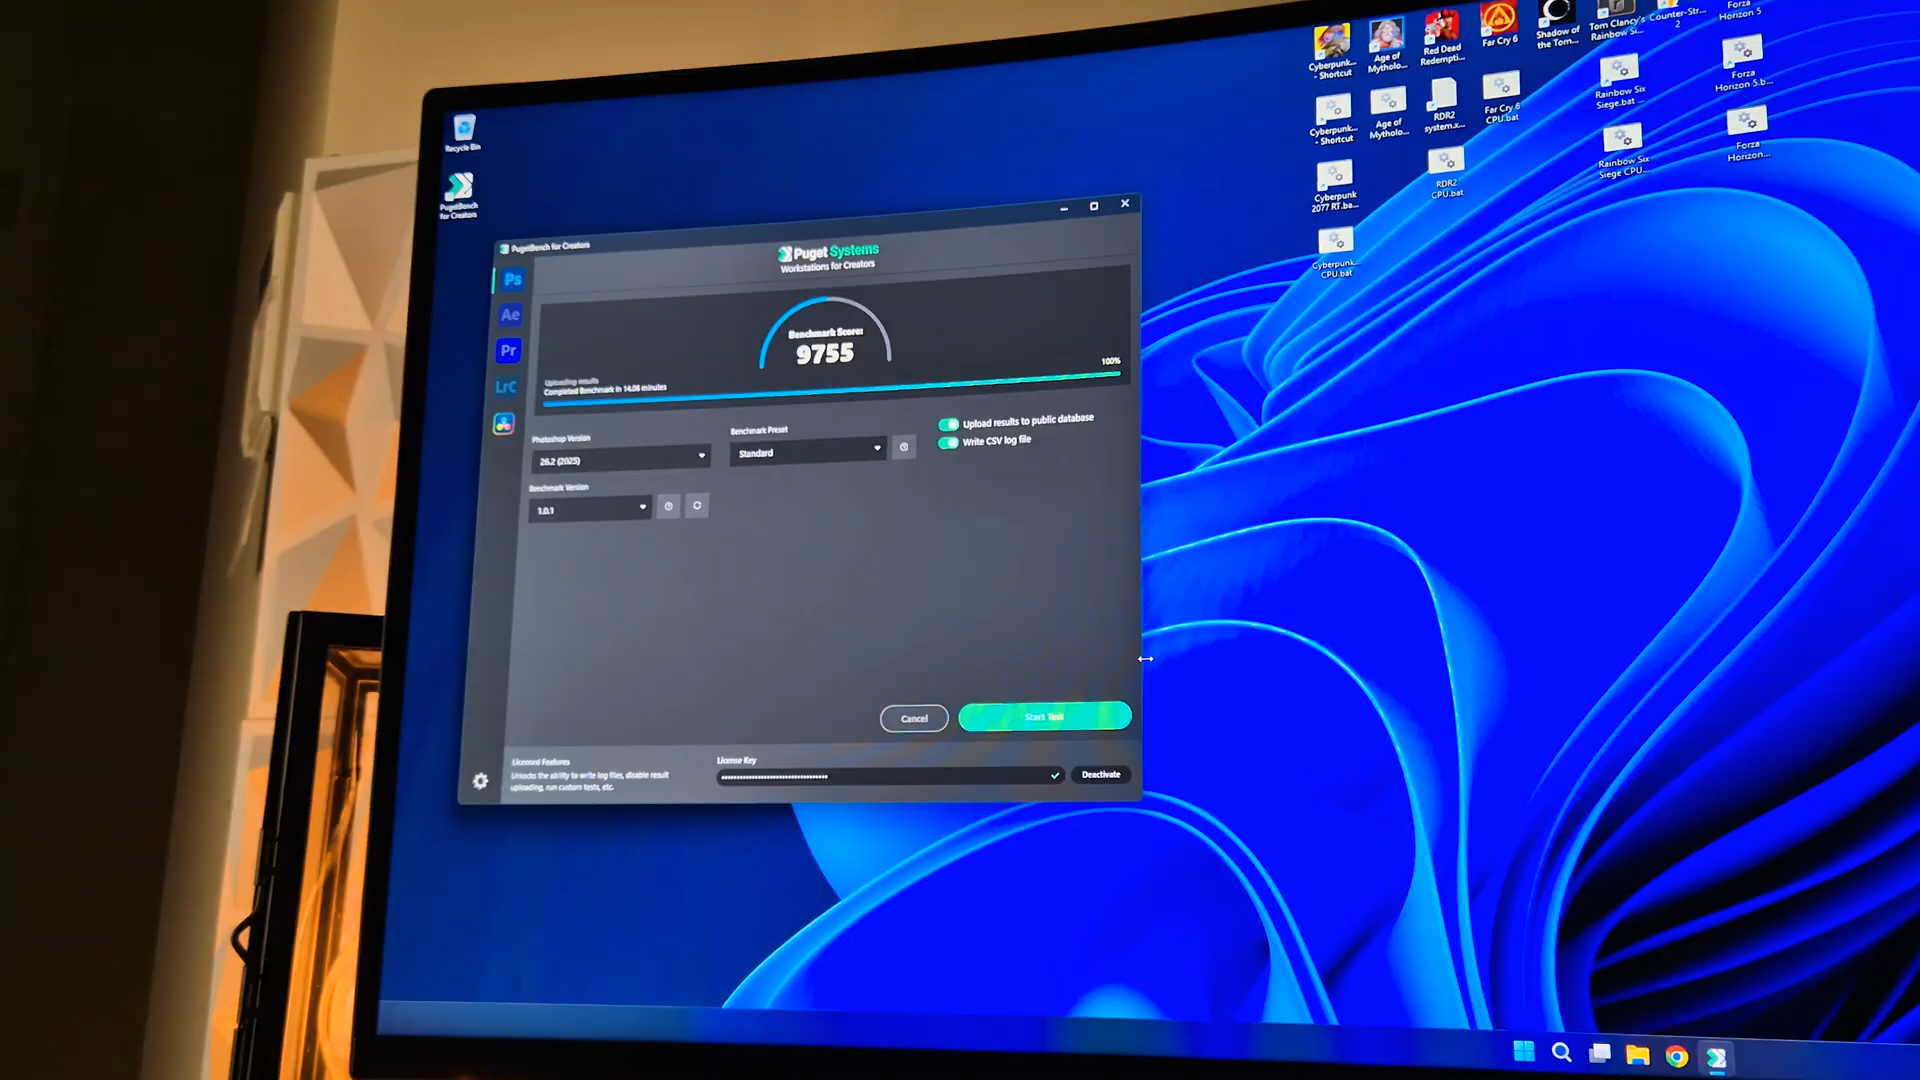 Recycle Bin
PugetBench
for Creators
Cyberpunk...
- Shortcut
Age of
Mytholo...
Red Dead
Redempti...
Far Cry 6
Shadow of
the Tom...
Tom Clancy's
Rainbow Si...
Counter-Str...
2
Forza
Horizon 5
Cyberpunk...
- Shortcut
Age of
Mytholo...
RDR2
system.x...
Far Cry 6
CPU.bat
Rainbow Six
Siege.bat ...
Forza
Horizon 5.b...
Cyberpunk
2077 RT.ba...
RDR2
CPU.bat
Rainbow Six
Siege CPU...
Forza
Horizon...
Cyberpunk...
CPU.bat
PugetBench for Creators
Puget Systems
Workstations for Creators
Ps
Ae
Pr
LrC
Benchmark Score:
9755
Uploading results
Completed Benchmark in 14.06 minutes
100%
Photoshop Version
26.2 (2025)
Benchmark Preset
Standard
Upload results to public database
Write CSV log file
Benchmark Version
1.0.1
Cancel
Start Test
Licensed Features
Unlocks the ability to write log files, disable result
uploading, run custom tests, etc.
License Key
Deactivate